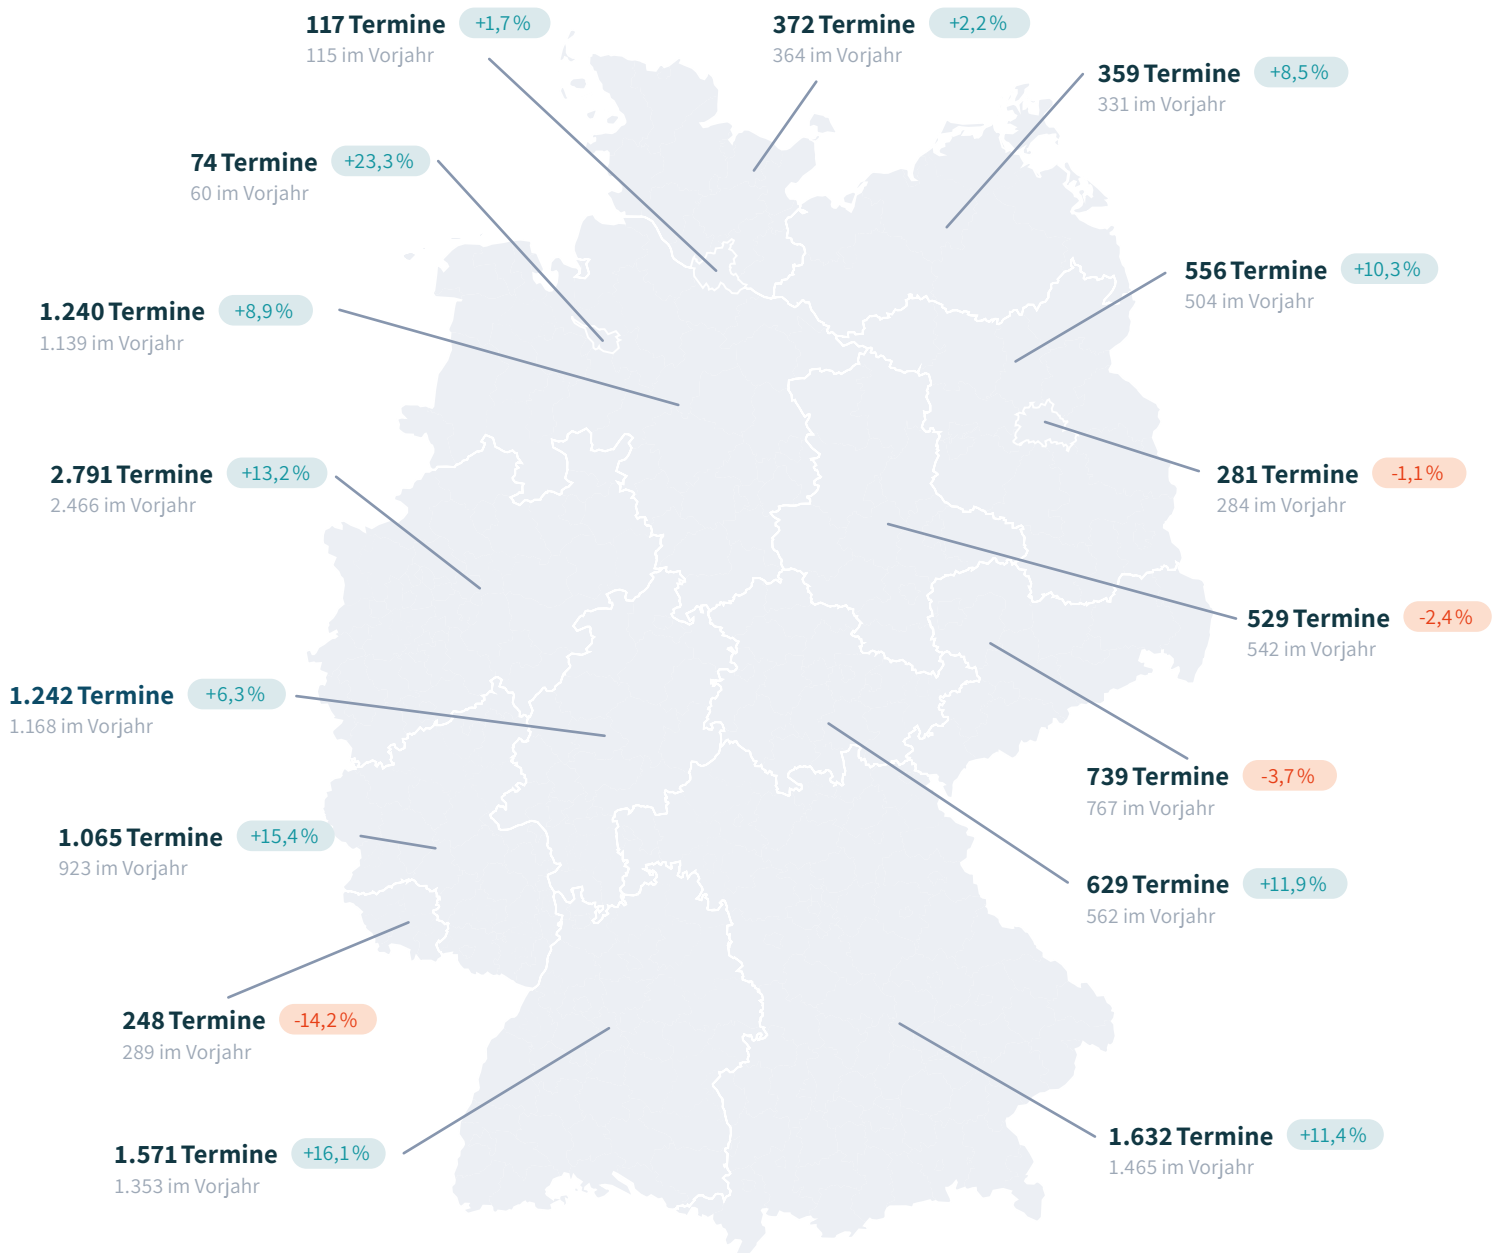 117 Termine +1,7 %
115 im Vorjahr
372 Termine +2,2 %
364 im Vorjahr
359 Termine +8,5 %
331 im Vorjahr
74 Termine +23,3 %
60 im Vorjahr
556 Termine +10,3 %
504 im Vorjahr
1.240 Termine +8,9 %
1.139 im Vorjahr
2.791 Termine +13,2 %
2.466 im Vorjahr
281 Termine -1,1 %
284 im Vorjahr
529 Termine -2,4 %
542 im Vorjahr
1.242 Termine +6,3 %
1.168 im Vorjahr
739 Termine -3,7 %
767 im Vorjahr
1.065 Termine +15,4 %
923 im Vorjahr
629 Termine +11,9 %
562 im Vorjahr
248 Termine -14,2 %
289 im Vorjahr
1.632 Termine +11,4 %
1.465 im Vorjahr
1.571 Termine +16,1 %
1.353 im Vorjahr